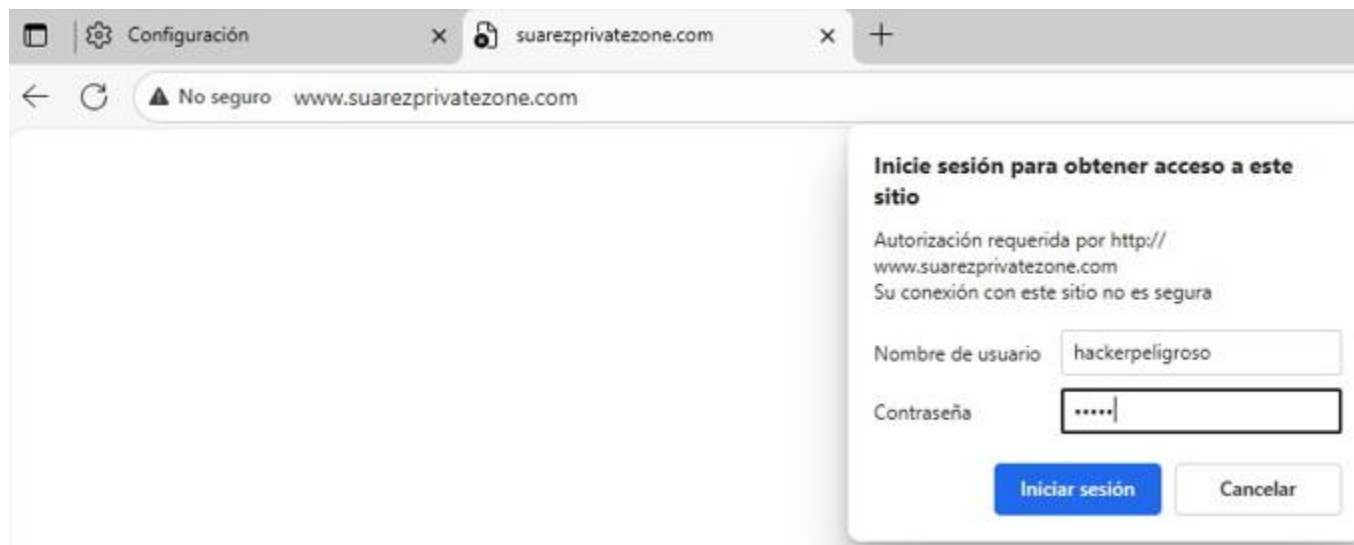 Configuración
suarezprivatezone.com
No seguro www.suarezprivatezone.com
Inicie sesión para obtener acceso a este
sitio
Autorización requerida por http://
www.suarezprivatezone.com
Su conexión con este sitio no es segura
Nombre de usuario hackerpeligroso
Contraseña •••••
Iniciar sesión Cancelar